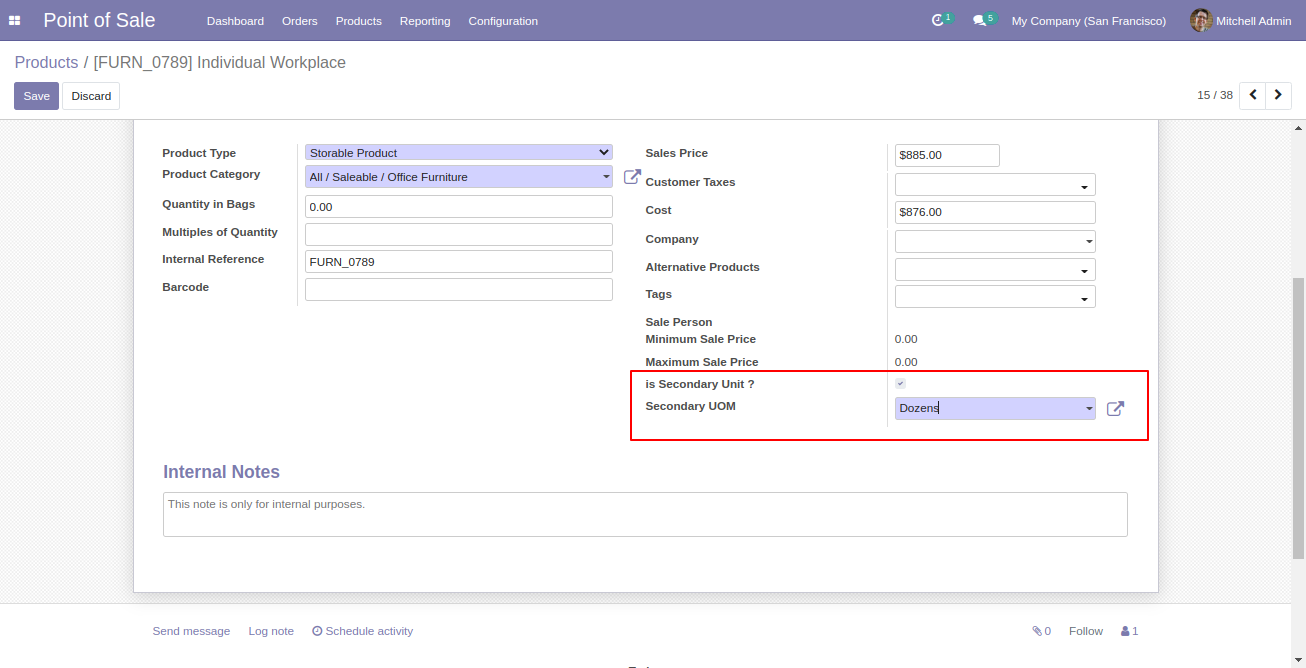 Point of Sale Dashboard Orders Products Reporting Configuration 1 5 My Company (San Francisco) Mitchell Admin
Products / [FURN_0789] Individual Workplace
Save Discard 15 / 38
Product Type Storable Product
Product Category All / Saleable / Office Furniture
Quantity in Bags 0.00
Multiples of Quantity
Internal Reference FURN_0789
Barcode
Sales Price $885.00
Customer Taxes
Cost $876.00
Company
Alternative Products
Tags
Sale Person
Minimum Sale Price 0.00
Maximum Sale Price 0.00
is Secondary Unit ?
Secondary UOM Dozens
Internal Notes
This note is only for internal purposes.
Send message Log note Schedule activity 0 Follow 1